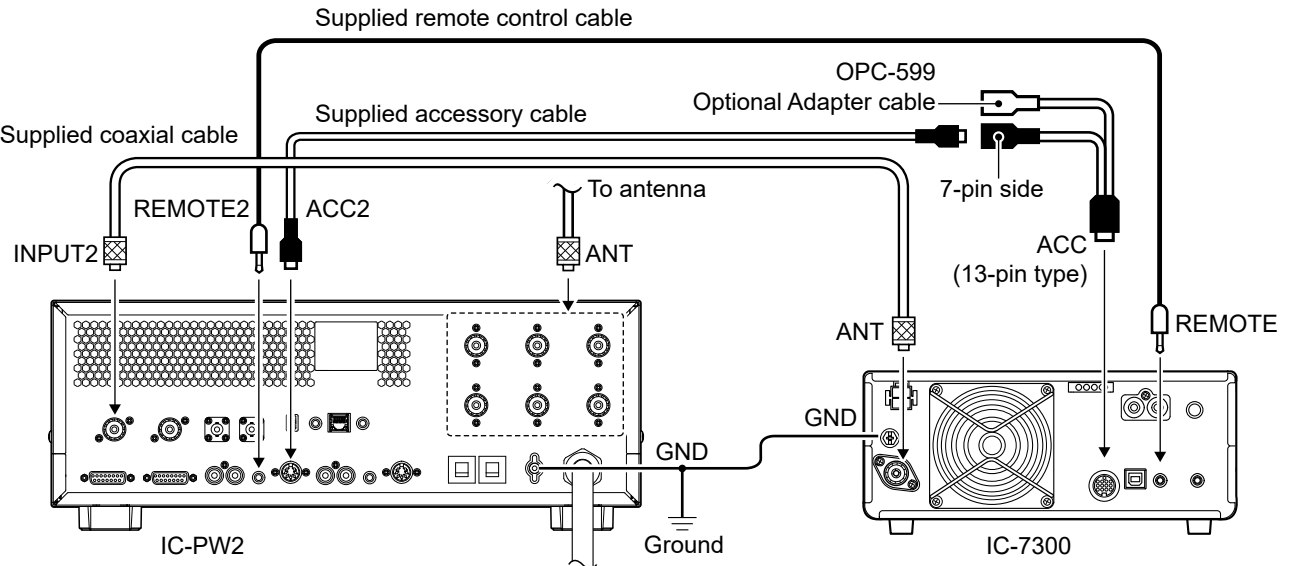 Supplied remote control cable
OPC-599
Optional Adapter cable
Supplied accessory cable
Supplied coaxial cable
7-pin side
To antenna
REMOTE2
ACC2
INPUT2
ANT
ACC
(13-pin type)
ANT
REMOTE
GND
GND
Ground
IC-PW2
IC-7300